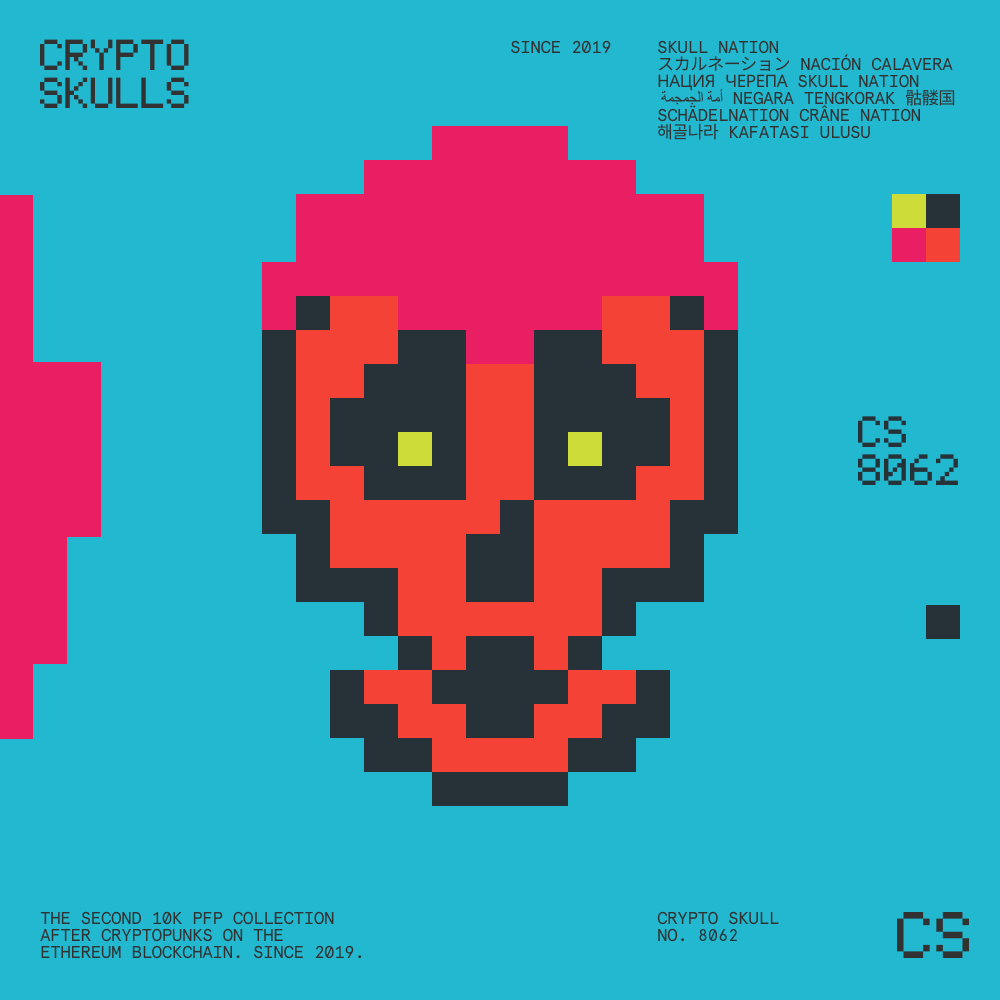 CRYPTO
SKULLS
SINCE 2019
SKULL NATION
スカルネーション NACIÓN CALAVERA
НАЦИЯ ЧЕРЕПА SKULL NATION
أمة الجمجمة NEGARA TENGKORAK 骷髅国
SCHÄDELNATION CRÂNE NATION
해골나라 KAFATASI ULUSU
CS
8062
THE SECOND 10K PFP COLLECTION
AFTER CRYPTOPUNKS ON THE
ETHEREUM BLOCKCHAIN. SINCE 2019.
CRYPTO SKULL
NO. 8062
CS